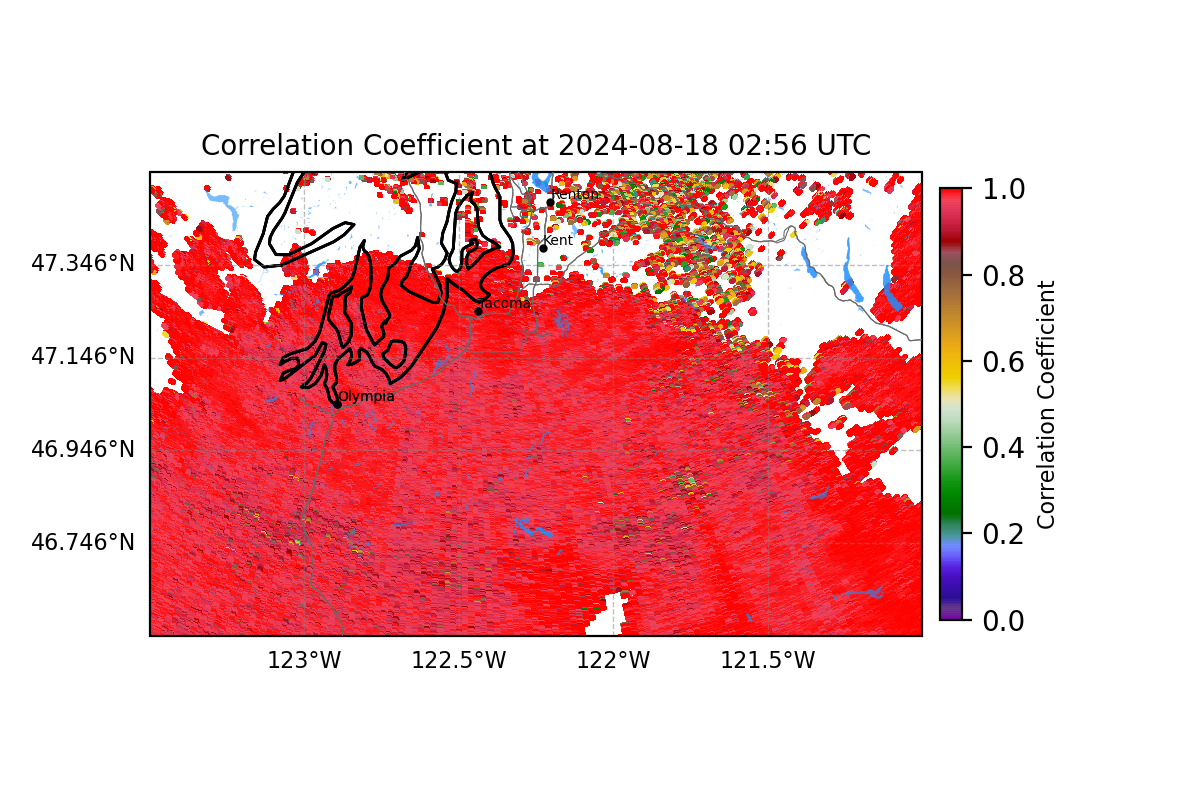 Correlation Coefficient at 2024-08-18 02:56 UTC
Renton
Kent
Tacoma
Olympia
47.346°N
47.146°N
46.946°N
46.746°N
123°W
122.5°W
122°W
121.5°W
1.0
0.8
0.6
0.4
0.2
0.0
Correlation Coefficient